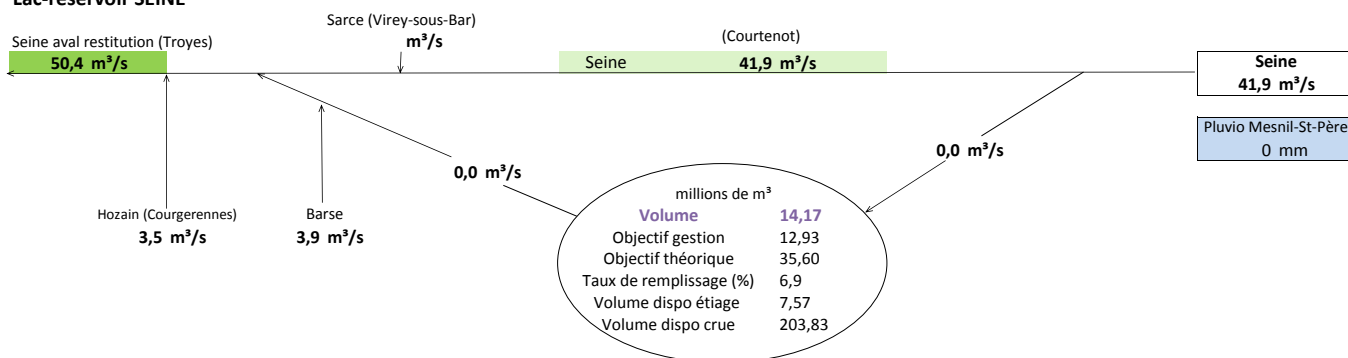 Lac-réservoir SEINE
Sarce (Virey-sous-Bar)
m³/s
Seine aval restitution (Troyes)
50,4 m³/s
(Courtenot)
Seine 41,9 m³/s
Seine
41,9 m³/s
Pluvio Mesnil-St-Père
0 mm
0,0 m³/s
0,0 m³/s
Hozain (Courgerennes)
3,5 m³/s
Barse
3,9 m³/s
millions de m³
Volume 14,17
Objectif gestion 12,93
Objectif théorique 35,60
Taux de remplissage (%) 6,9
Volume dispo étiage 7,57
Volume dispo crue 203,83